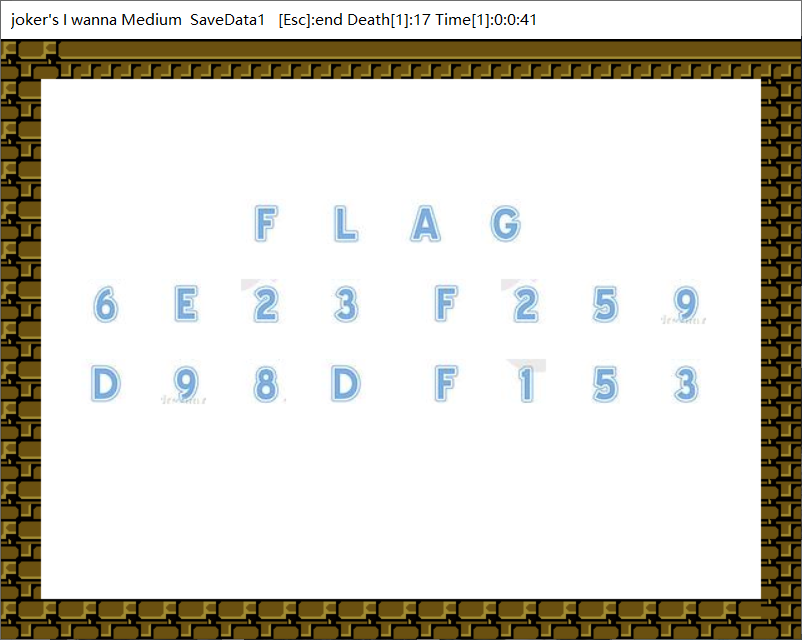 joker's I wanna Medium  SaveData1   [Esc]:end Death[1]:17 Time[1]:0:0:41
F L A G
6 E 2 3 F 2 5 9
D 9 8 D F 1 5 3